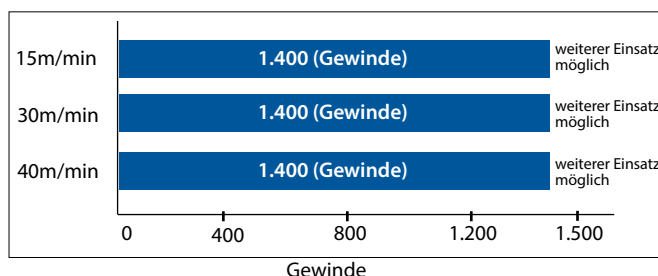 15m/min
1.400 (Gewinde)
weiterer Einsatz
möglich
30m/min
1.400 (Gewinde)
weiterer Einsatz
möglich
40m/min
1.400 (Gewinde)
weiterer Einsatz
möglich
0 400 800 1.200 1.500
Gewinde